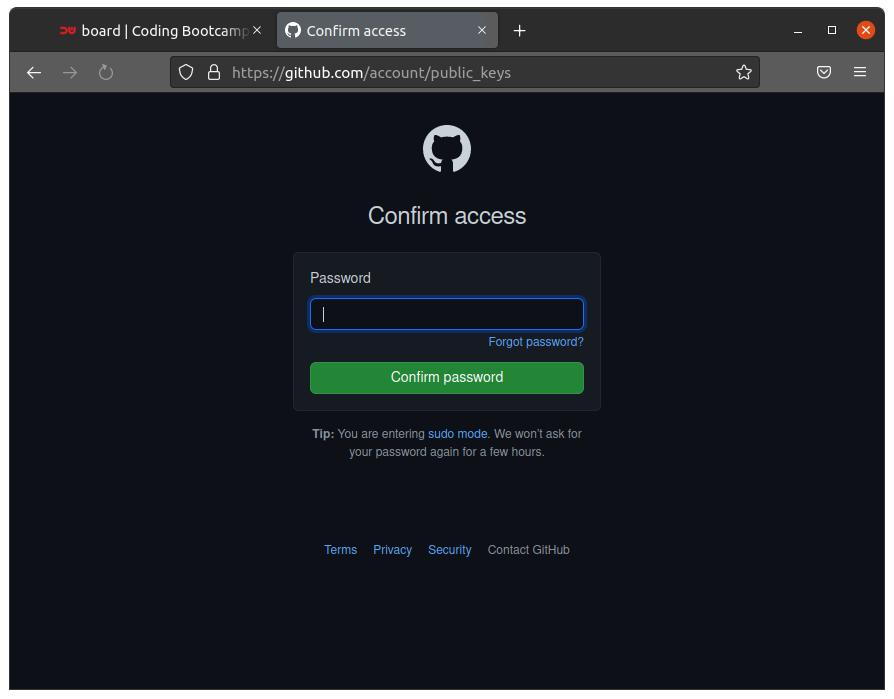 board | Coding Bootcamp
Confirm access
https://github.com/account/public_keys
Confirm access
Password
Forgot password?
Confirm password
Tip: You are entering sudo mode. We won't ask for
your password again for a few hours.
Terms Privacy Security Contact GitHub